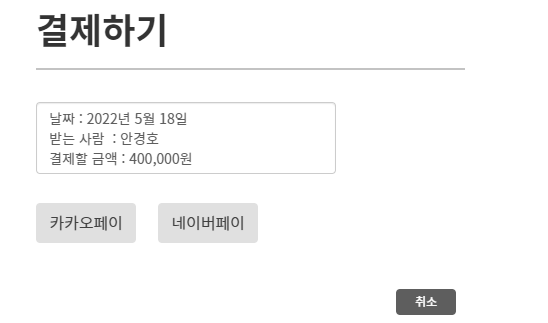 결제하기
날짜 : 2022년 5월 18일
받는 사람 : 안경호
결제할 금액 : 400,000원
카카오페이 네이버페이
취소